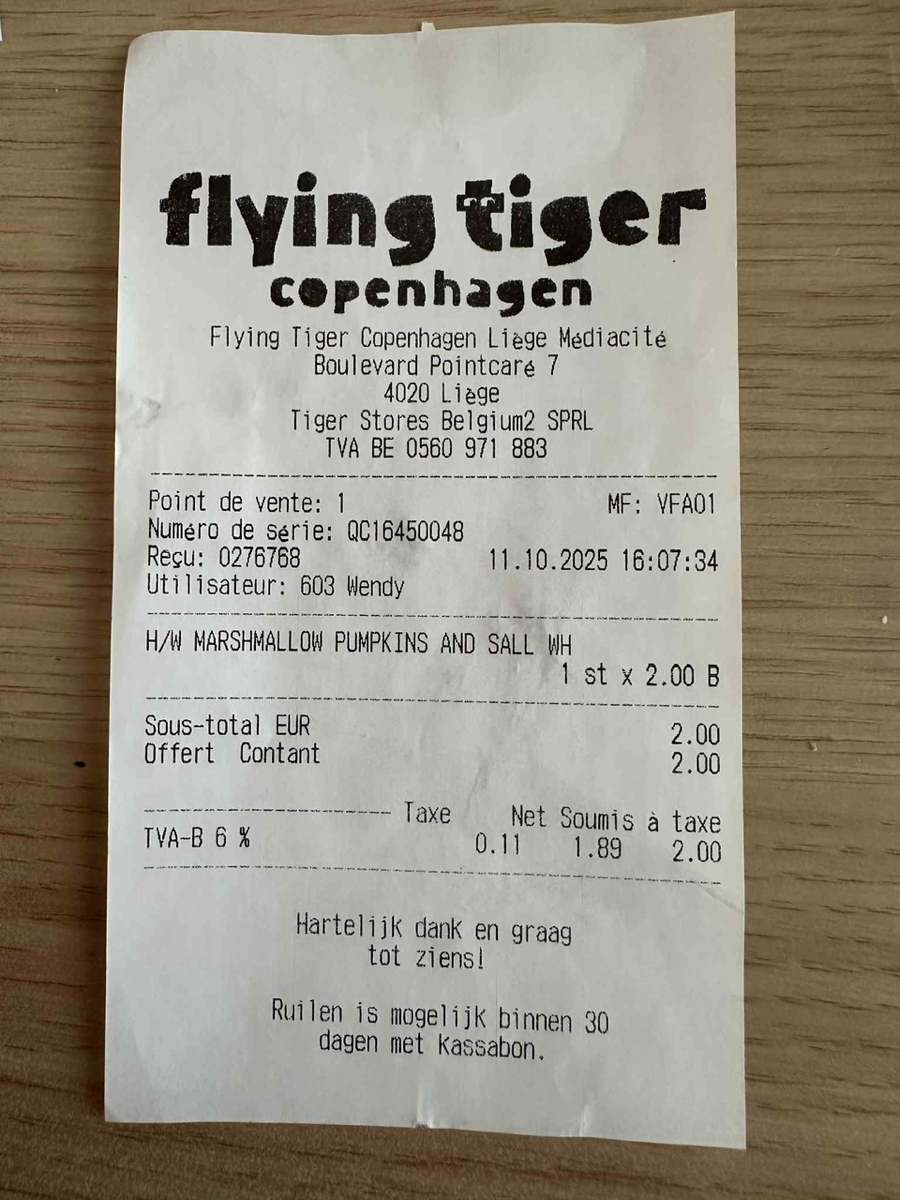 flying tiger
copenhagen
Flying Tiger Copenhagen Liège Médiacité
Boulevard Pointcaré 7
4020 Liège
Tiger Stores Belgium2 SPRL
TVA BE 0560 971 883
Point de vente: 1 MF: VFA01
Numéro de série: QC16450048
Reçu: 0276768 11.10.2025 16:07:34
Utilisateur: 603 Wendy
H/W MARSHMALLOW PUMPKINS AND SALL WH
1 st x 2.00 B
Sous-total EUR 2.00
Offert Contant 2.00
Taxe Net Soumis à taxe
TVA-B 6 % 0.11 1.89 2.00
Hartelijk dank en graag
tot ziens!
Ruilen is mogelijk binnen 30
dagen met kassabon.